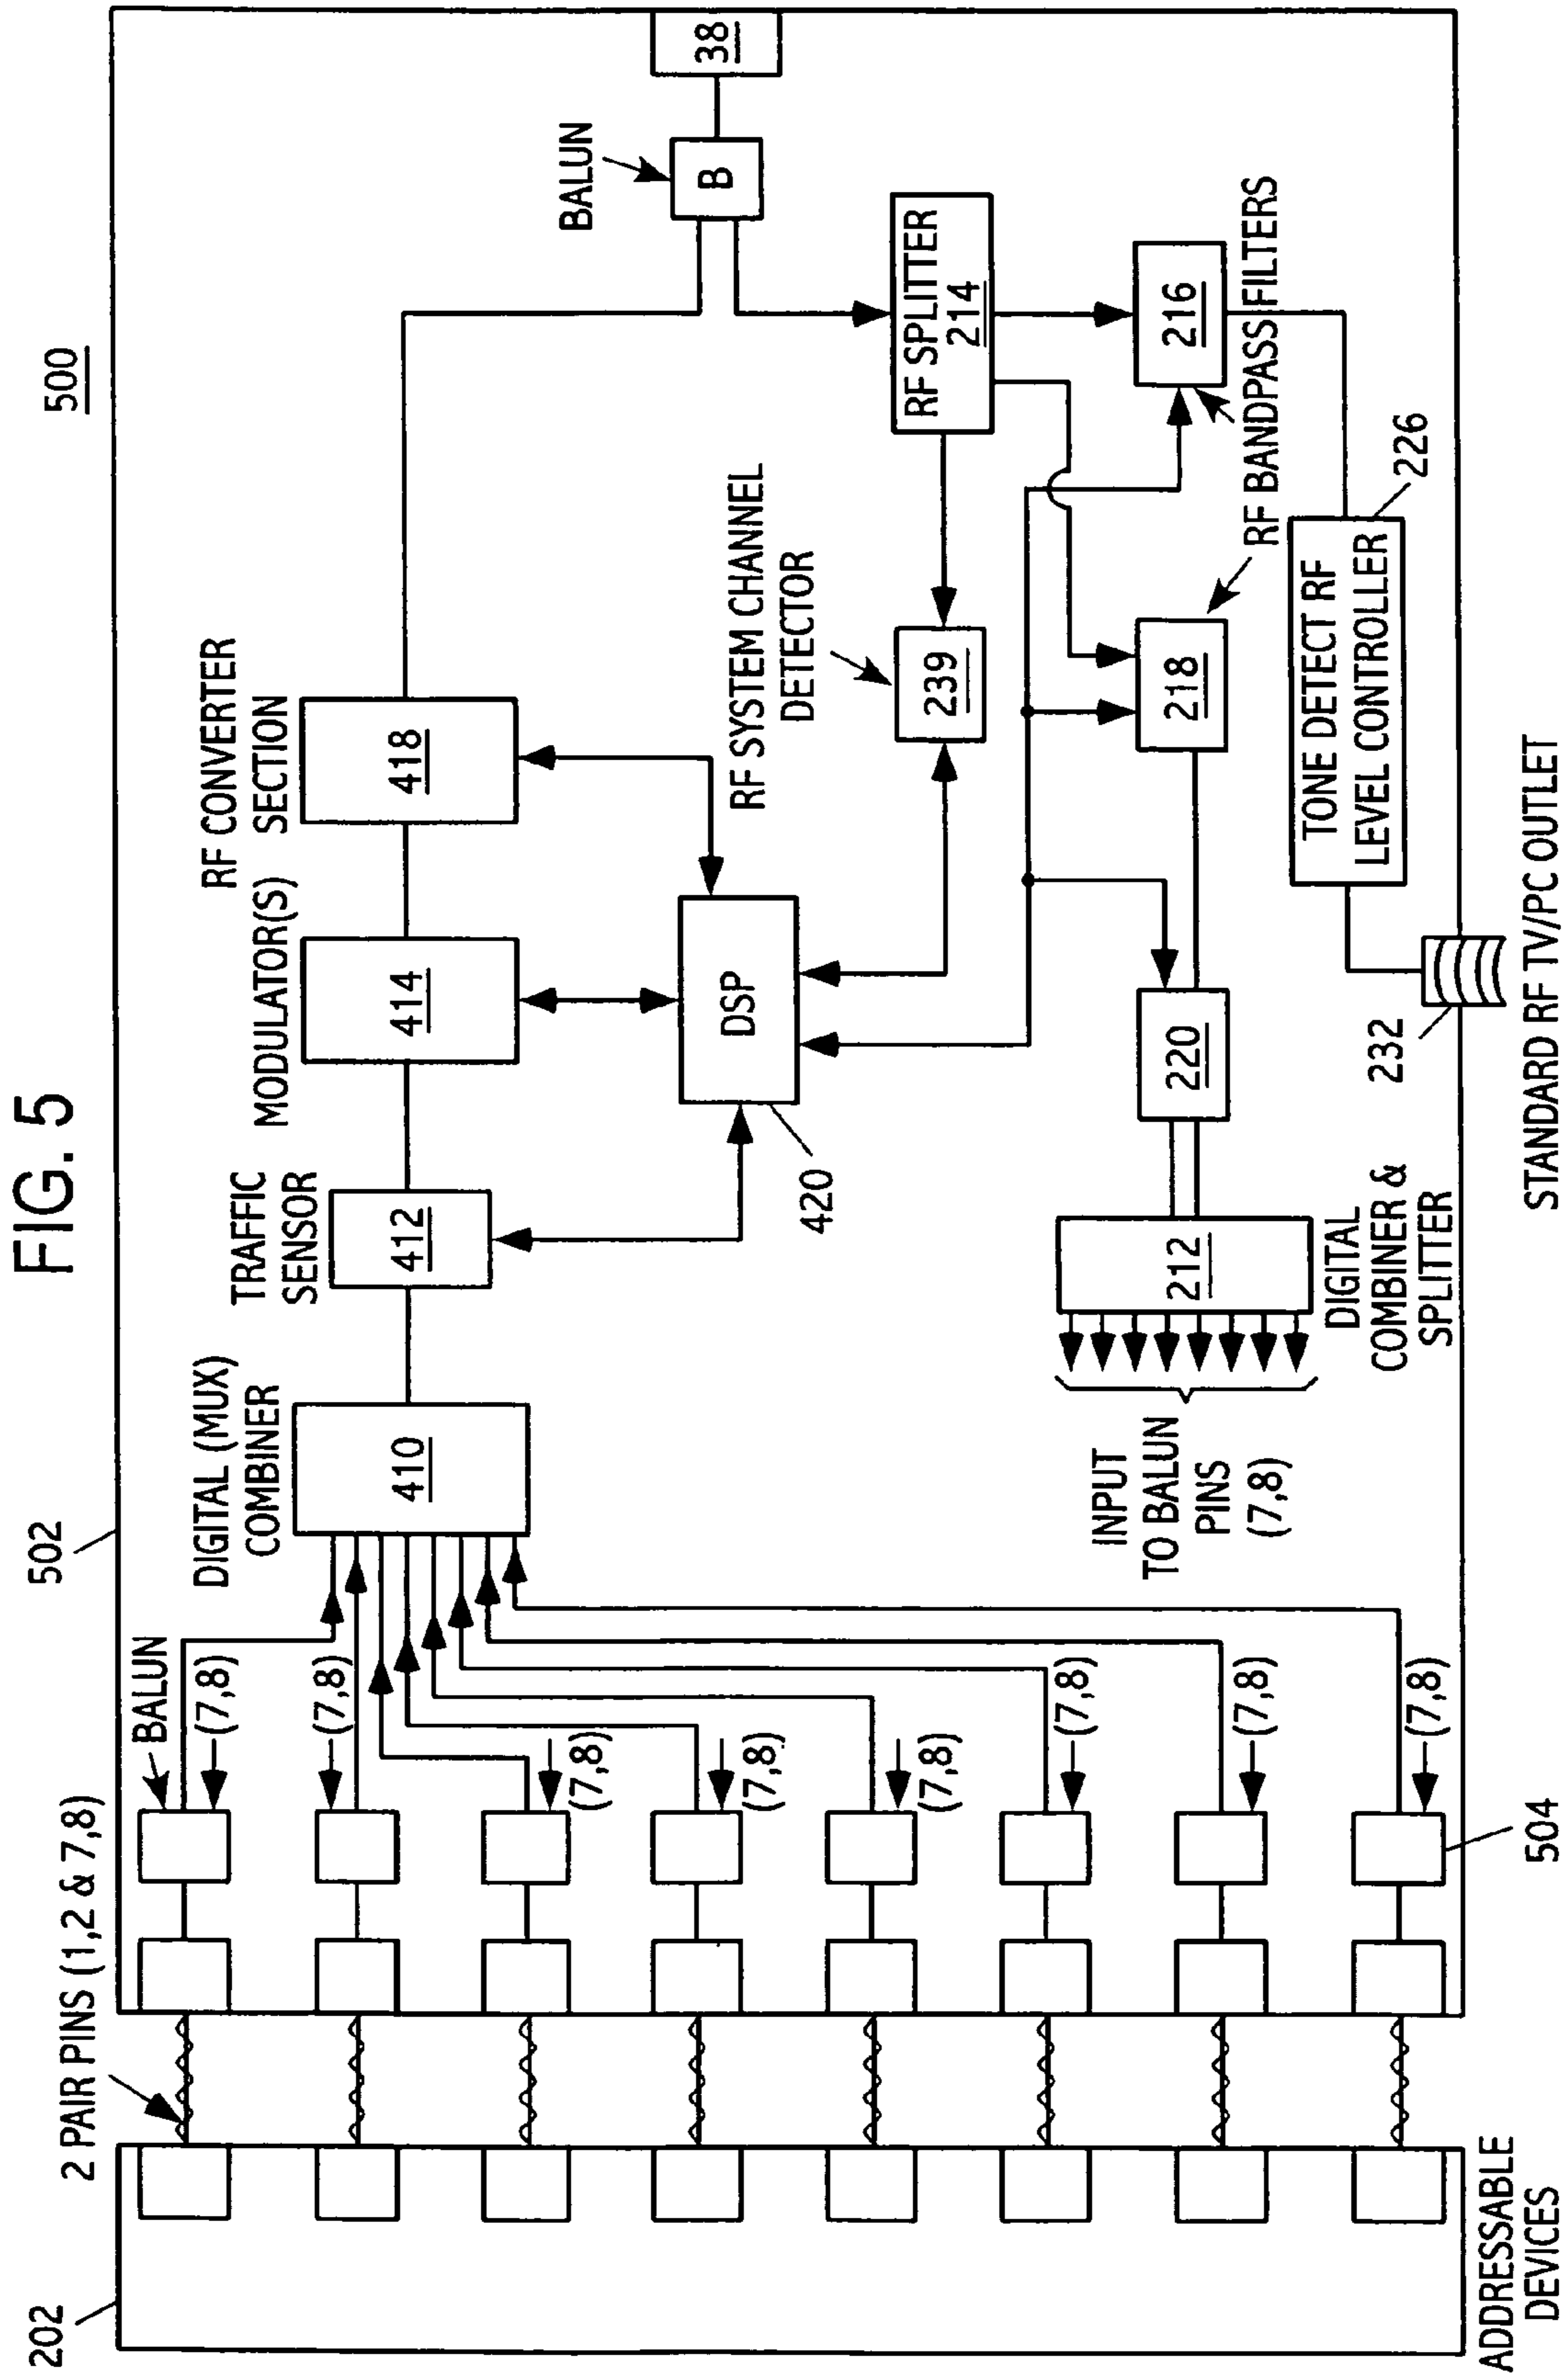 FIG. 5
500
502
202
2 PAIR PINS (1,2 & 7,8)
BALUN
(7,8)
(7,8)
(7,8)
(7,8)
(7,8)
(7,8)
(7,8)
(7,8)
504
ADDRESSABLE
DEVICES
DIGITAL (MUX)
COMBINER
410
TRAFFIC
SENSOR
412
MODULATOR(S)
414
RF CONVERTER
SECTION
418
DSP
420
BALUN
B
38
RF SPLITTER
214
RF SYSTEM CHANNEL
DETECTOR
239
216
218
RF BANDPASS FILTERS
220
212
DIGITAL
COMBINER &
SPLITTER
INPUT
TO BALUN
PINS
(7,8)
TONE DETECT RF
LEVEL CONTROLLER
226
232
STANDARD RF TV/PC OUTLET